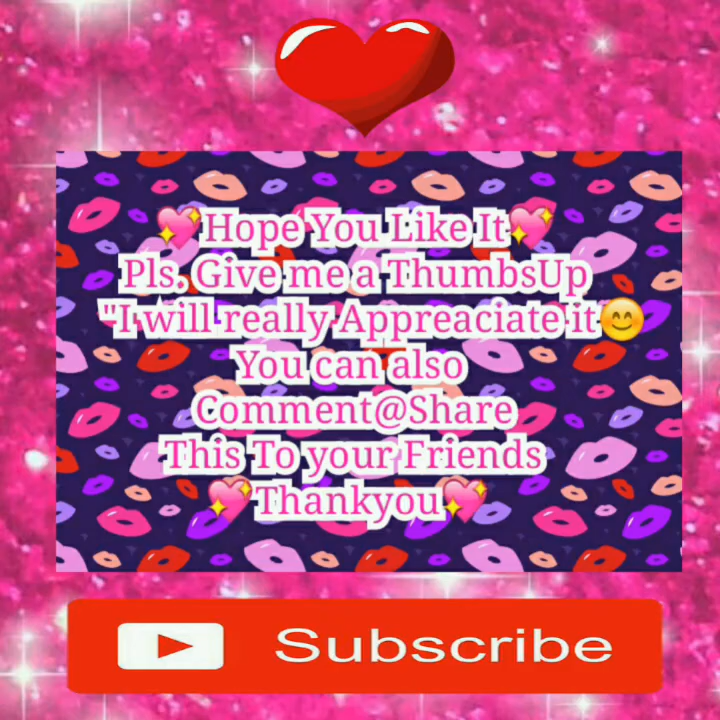 💖Hope You Like It💖
Pls. Give me a ThumbsUp
"I will really Appreaciate it😊
You can also
Comment@Share
This To your Friends
💖Thankyou💖
Subscribe